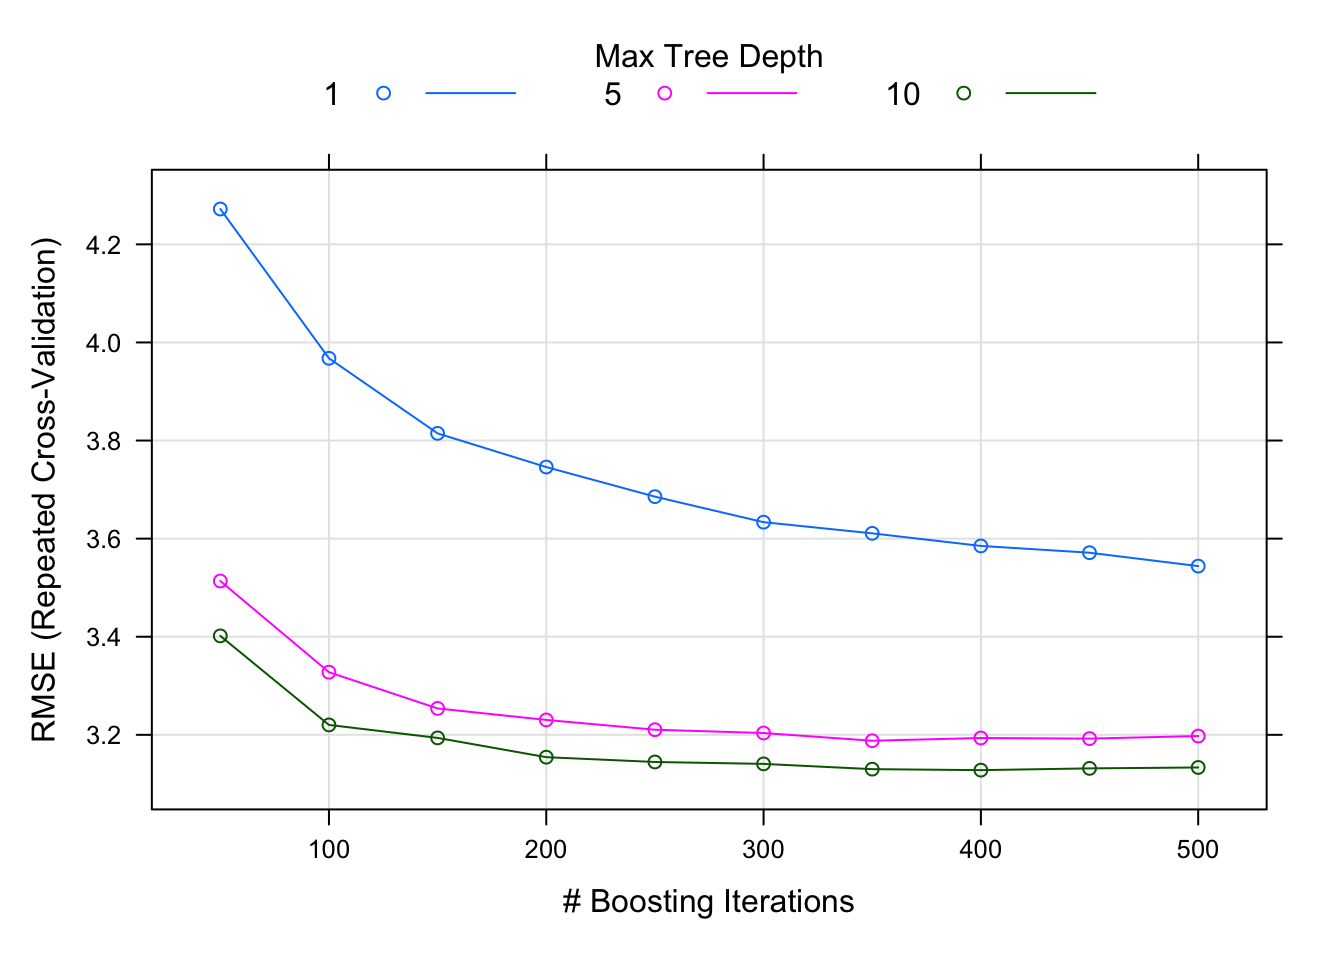 Max Tree Depth
1 5 10
RMSE (Repeated Cross-Validation)
4.2
4.0
3.8
3.6
3.4
3.2
100 200 300 400 500
# Boosting Iterations